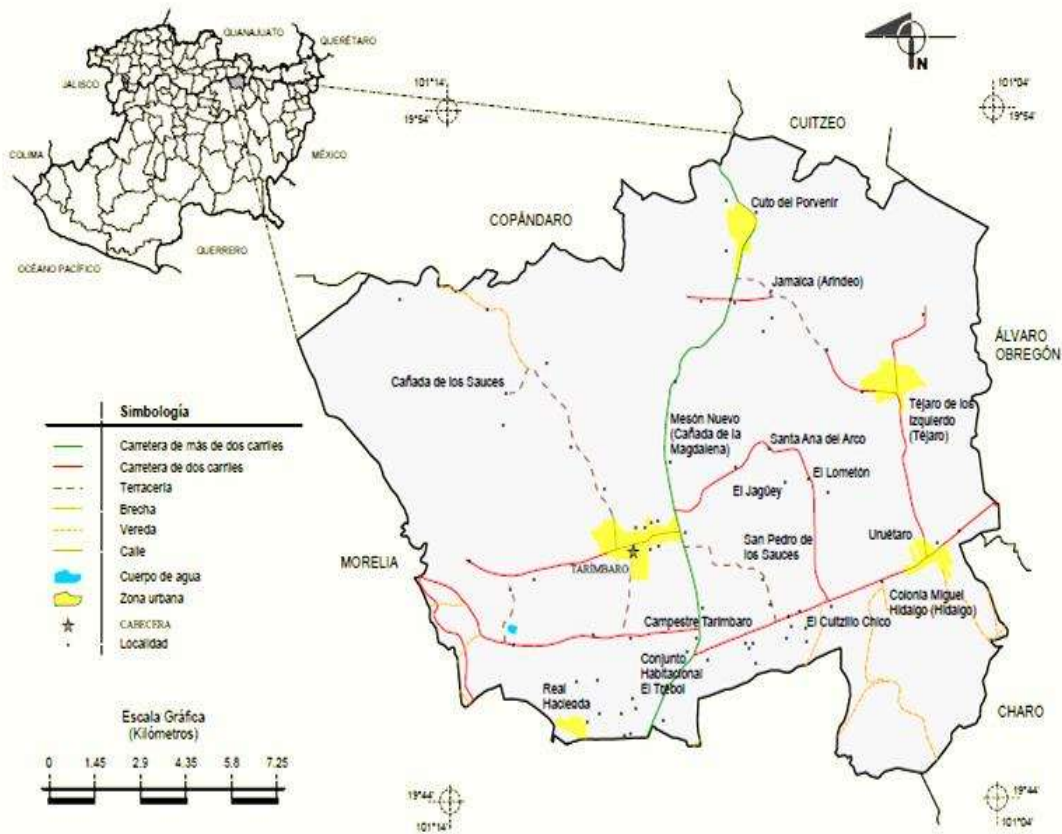 GUANAJUATO
QUERÉTARO
JALISCO
COLIMA
MÉXICO
QUERRERO
OCÉANO PACÍFICO
N
101°14'
19°54'
101°04'
19°54'
CUITZEO
COPÁNDARO
Cuto del Porvenir
Jamaica (Arindeo)
ÁLVARO
OBREGÓN
Cañada de los Sauces
Mesón Nuevo
(Cañada de la
Magdalena)
Téjaro de los
Izquierdo
(Téjaro)
Santa Ana del Arco
El Lometón
El Jagüey
Uruétaro
San Pedro de
los Sauces
MORELIA
TARÍMBARO
Colonia Miguel
Hidalgo (Hidalgo)
Campestre Tarímbaro
El Cuitzillo Chico
Conjunto
Habitacional
El Trébol
Real
Hacienda
CHARO
Simbología
Carretera de más de dos carriles
Carretera de dos carriles
Terracería
Brecha
Vereda
Calle
Cuerpo de agua
Zona urbana
CABECERA
Localidad
Escala Gráfica
(Kilómetros)
0 1.45 2.9 4.35 5.8 7.25
19°44'
101°14'
19°44'
101°04'